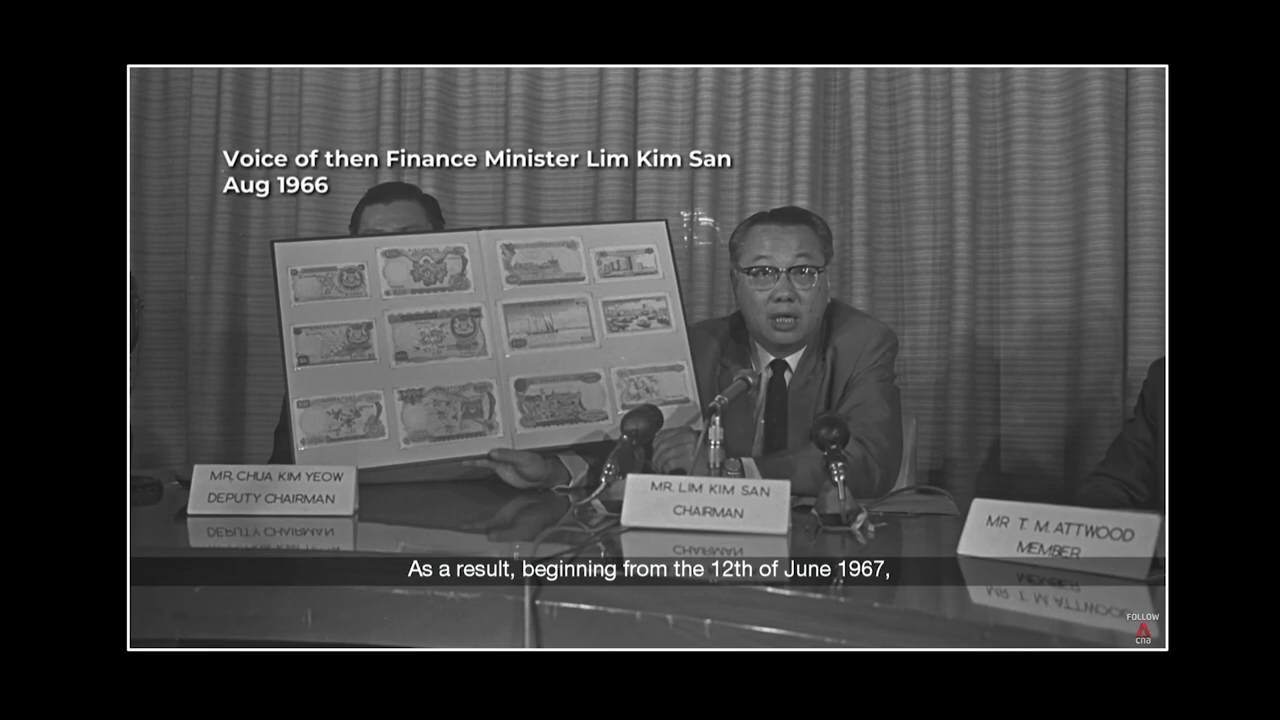 Voice of then Finance Minister Lim Kim San
Aug 1966
MR. CHUA KIM YEOW
DEPUTY CHAIRMAN
MR. LIM KIM SAN
CHAIRMAN
MR T. M. ATTWOOD
MEMBER
As a result, beginning from the 12th of June 1967,
FOLLOW
cna